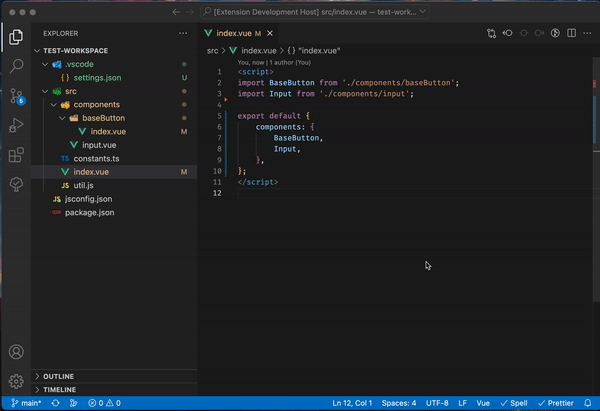 [Extension Development Host] src/index.vue — test-work...
EXPLORER
TEST-WORKSPACE
.vscode
{ } settings.json U
src
components
baseButton
index.vue M
input.vue
TS constants.ts
index.vue M
JS util.js
JS jsconfig.json
package.json
OUTLINE
TIMELINE
5
index.vue M
src > index.vue > { } "index.vue"
You, now | 1 author (You)
1 <script>
2 import BaseButton from './components/baseButton';
3 import Input from './components/input';
4
5 export default {
6 components: {
7 BaseButton,
8 Input,
9 },
10 };
11 </script>
12
main* 0 0 Ln 12, Col 1 Spaces: 4 UTF-8 LF Vue Spell Prettier